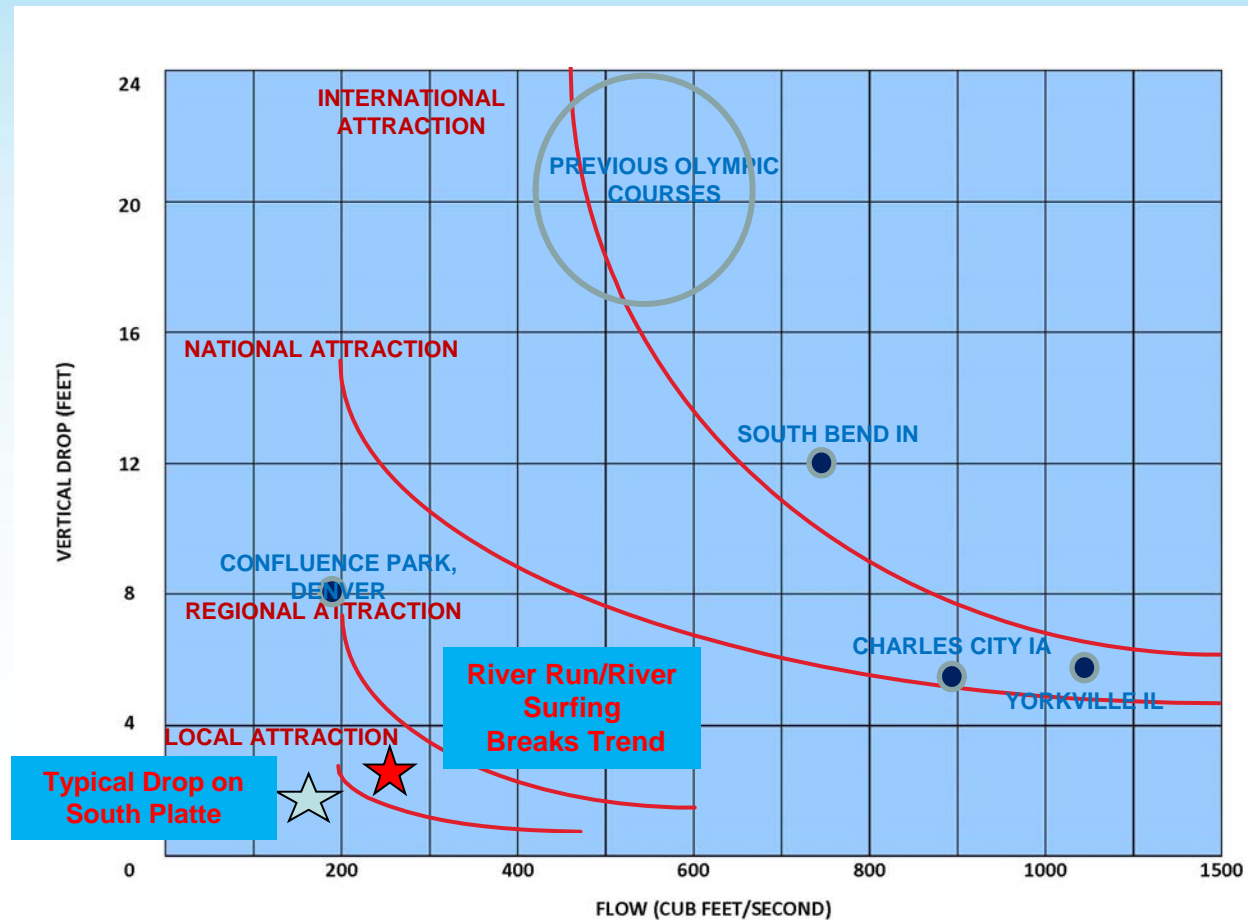 24
INTERNATIONAL
ATTRACTION
PREVIOUS OLYMPIC
COURSES
20
16
NATIONAL ATTRACTION
VERTICAL DROP (FEET)
12
SOUTH BEND IN
CONFLUENCE PARK,
DENVER
8
REGIONAL ATTRACTION
CHARLES CITY IA
YORKVILLE IL
River Run/River
Surfing
Breaks Trend
4
LOCAL ATTRACTION
Typical Drop on
South Platte
0
200
400
600
800
1000
1500
FLOW (CUB FEET/SECOND)